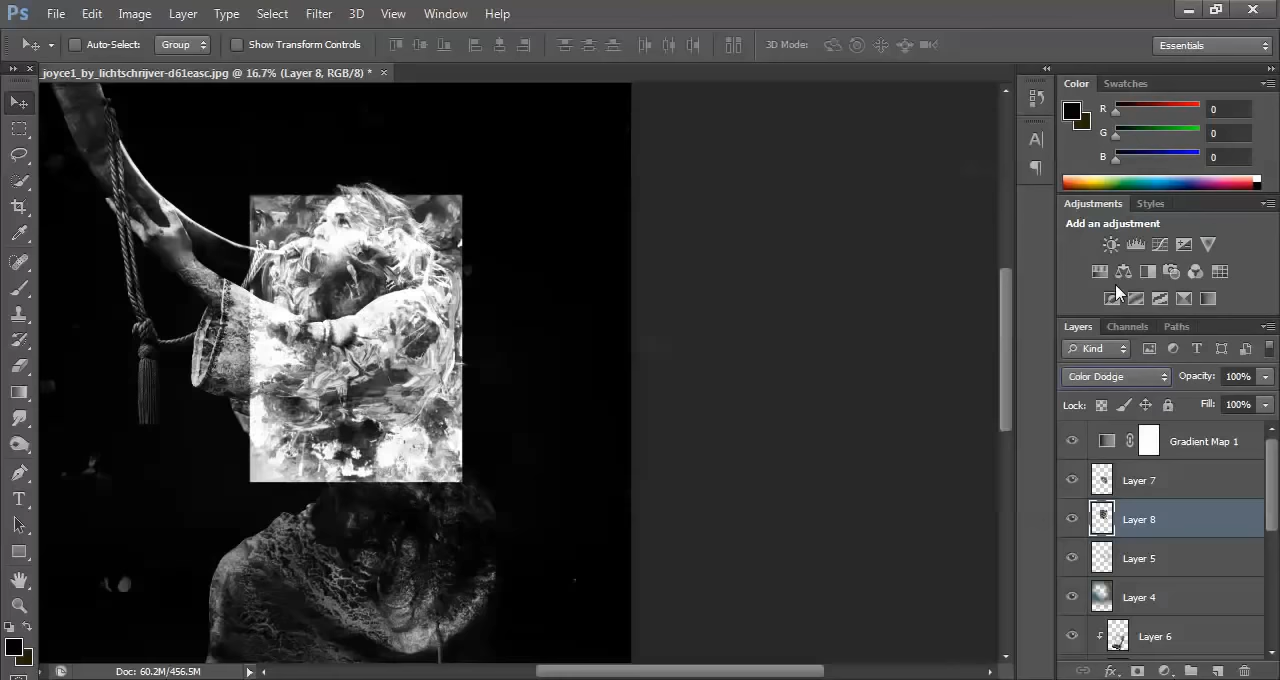 Ps File Edit Image Layer Type Select Filter 3D View Window Help
Auto-Select: Group Show Transform Controls 3D Mode: Essentials
joyce1_by_lichtschrijver-d61easc.jpg @ 16.7% (Layer 8, RGB/8) * ×
Color Swatches
R 0
G 0
B 0
Adjustments Styles
Add an adjustment
Layers Channels Paths
Kind
Color Dodge Opacity: 100%
Lock: Fill: 100%
Gradient Map 1
Layer 7
Layer 8
Layer 5
Layer 4
Layer 6
Doc: 60.2M/456.5M